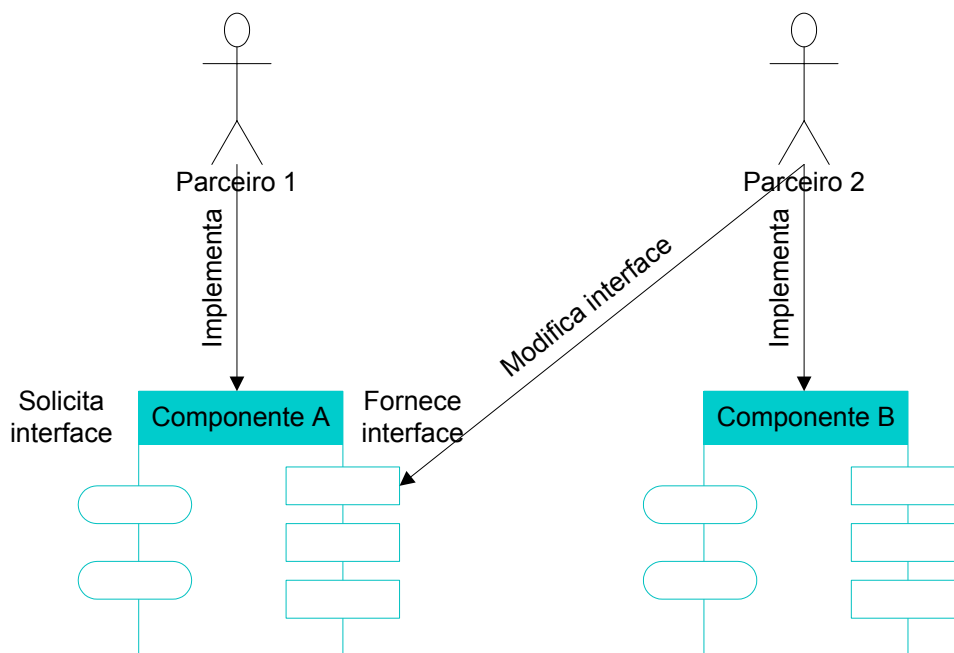 Parceiro 1
Parceiro 2
Implementa
Modifica interface
Implementa
Solicita
interface
Componente A
Fornece
interface
Componente B